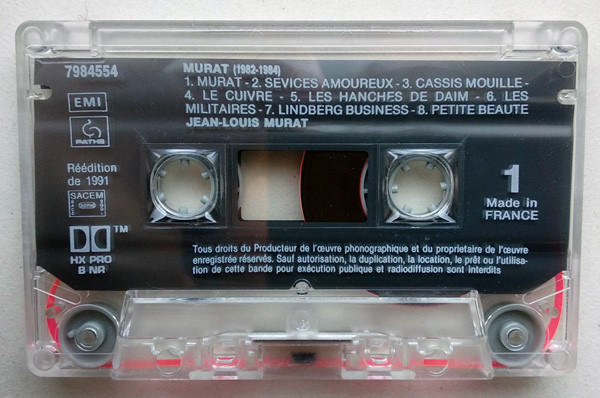 7984554
EMI
PATHÉ
Réédition
de 1991
SACEM
HX PRO
B NR
TM
MURAT (1982-1984)
1. MURAT - 2. SEVICES AMOUREUX - 3. CASSIS MOUILLE -
4. LE CUIVRE - 5. LES HANCHES DE DAIM - 6. LES
MILITAIRES - 7. LINDBERG BUSINESS - 8. PETITE BEAUTE
JEAN-LOUIS MURAT
1
Made in
FRANCE
Tous droits du Producteur de l'œuvre phonographique et du proprietaire de l'œuvre
enregistrée réservés. Sauf autorisation, la duplication, la location, le prêt ou l'utilisa-
tion de cette bande pour exécution publique et radiodiffusion sont interdits